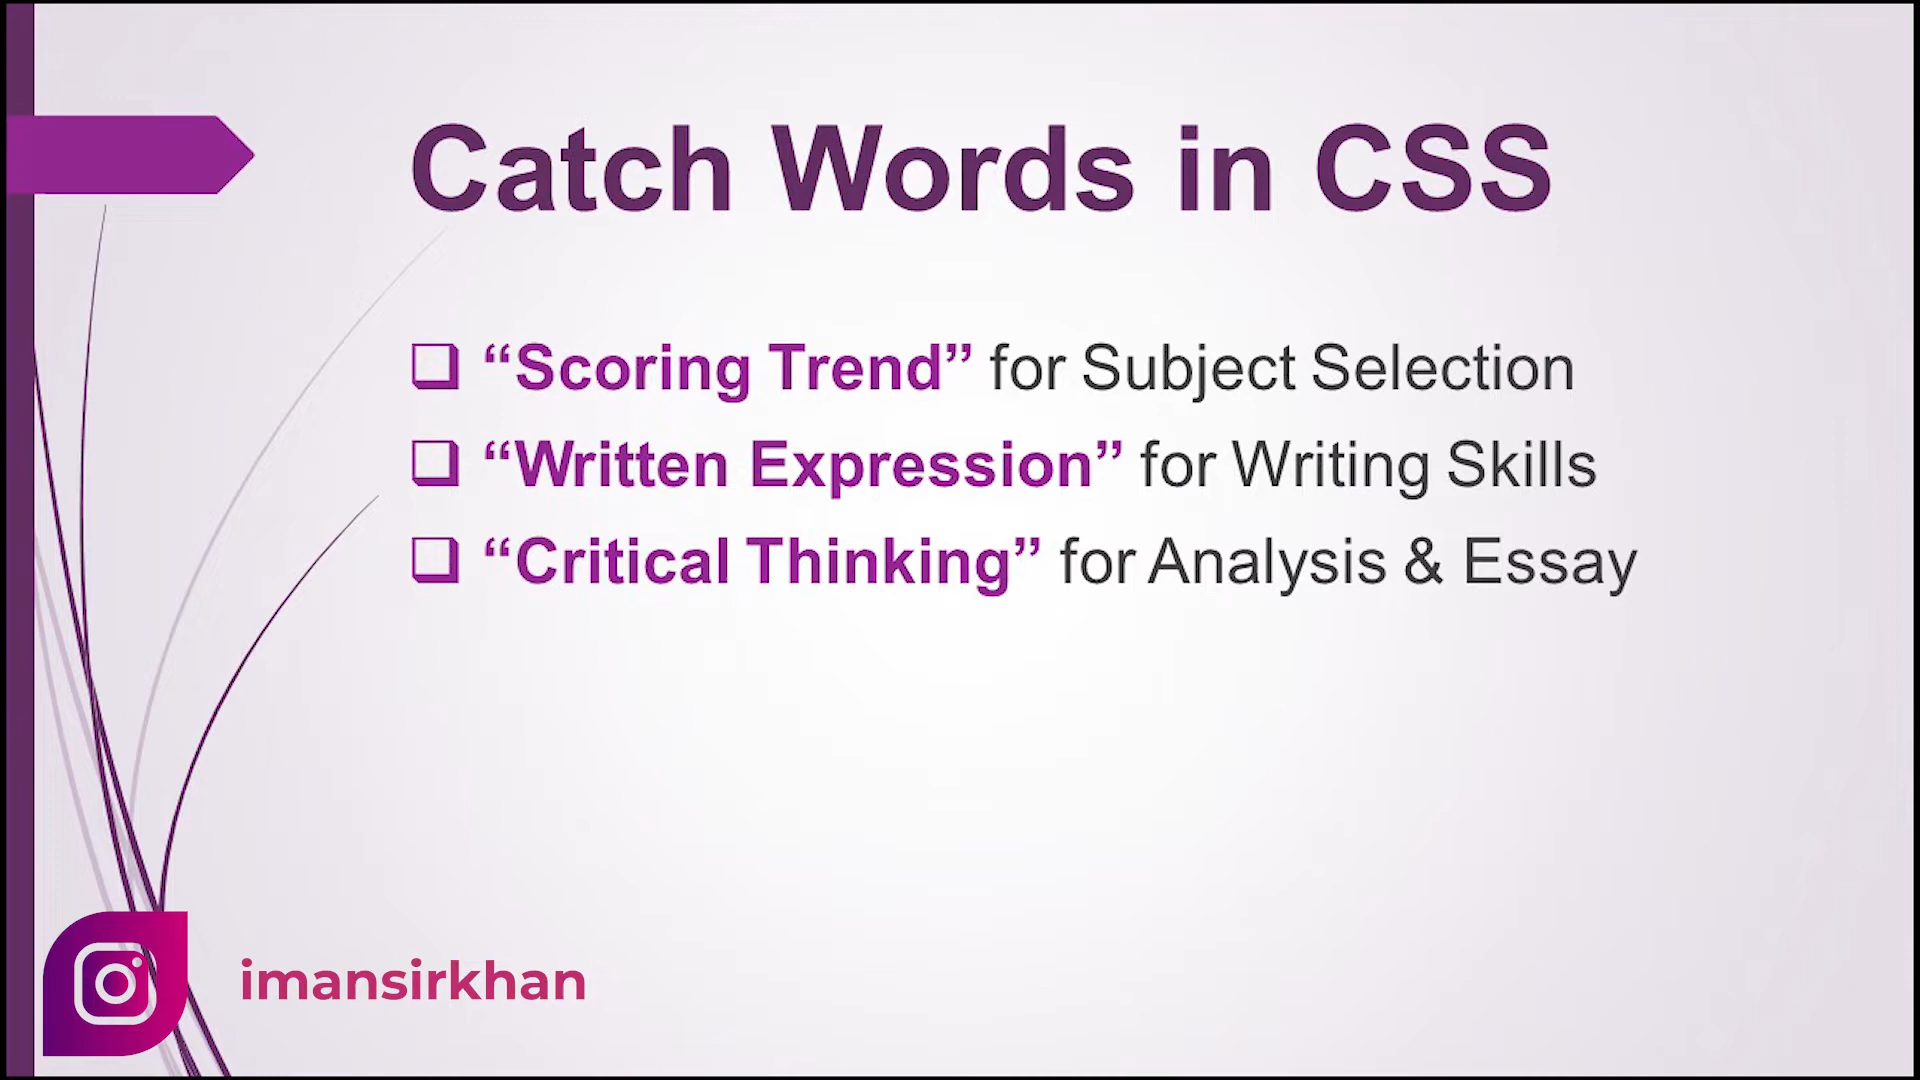 Catch Words in CSS
❑ “Scoring Trend” for Subject Selection
❑ “Written Expression” for Writing Skills
❑ “Critical Thinking” for Analysis & Essay
imansirkhan